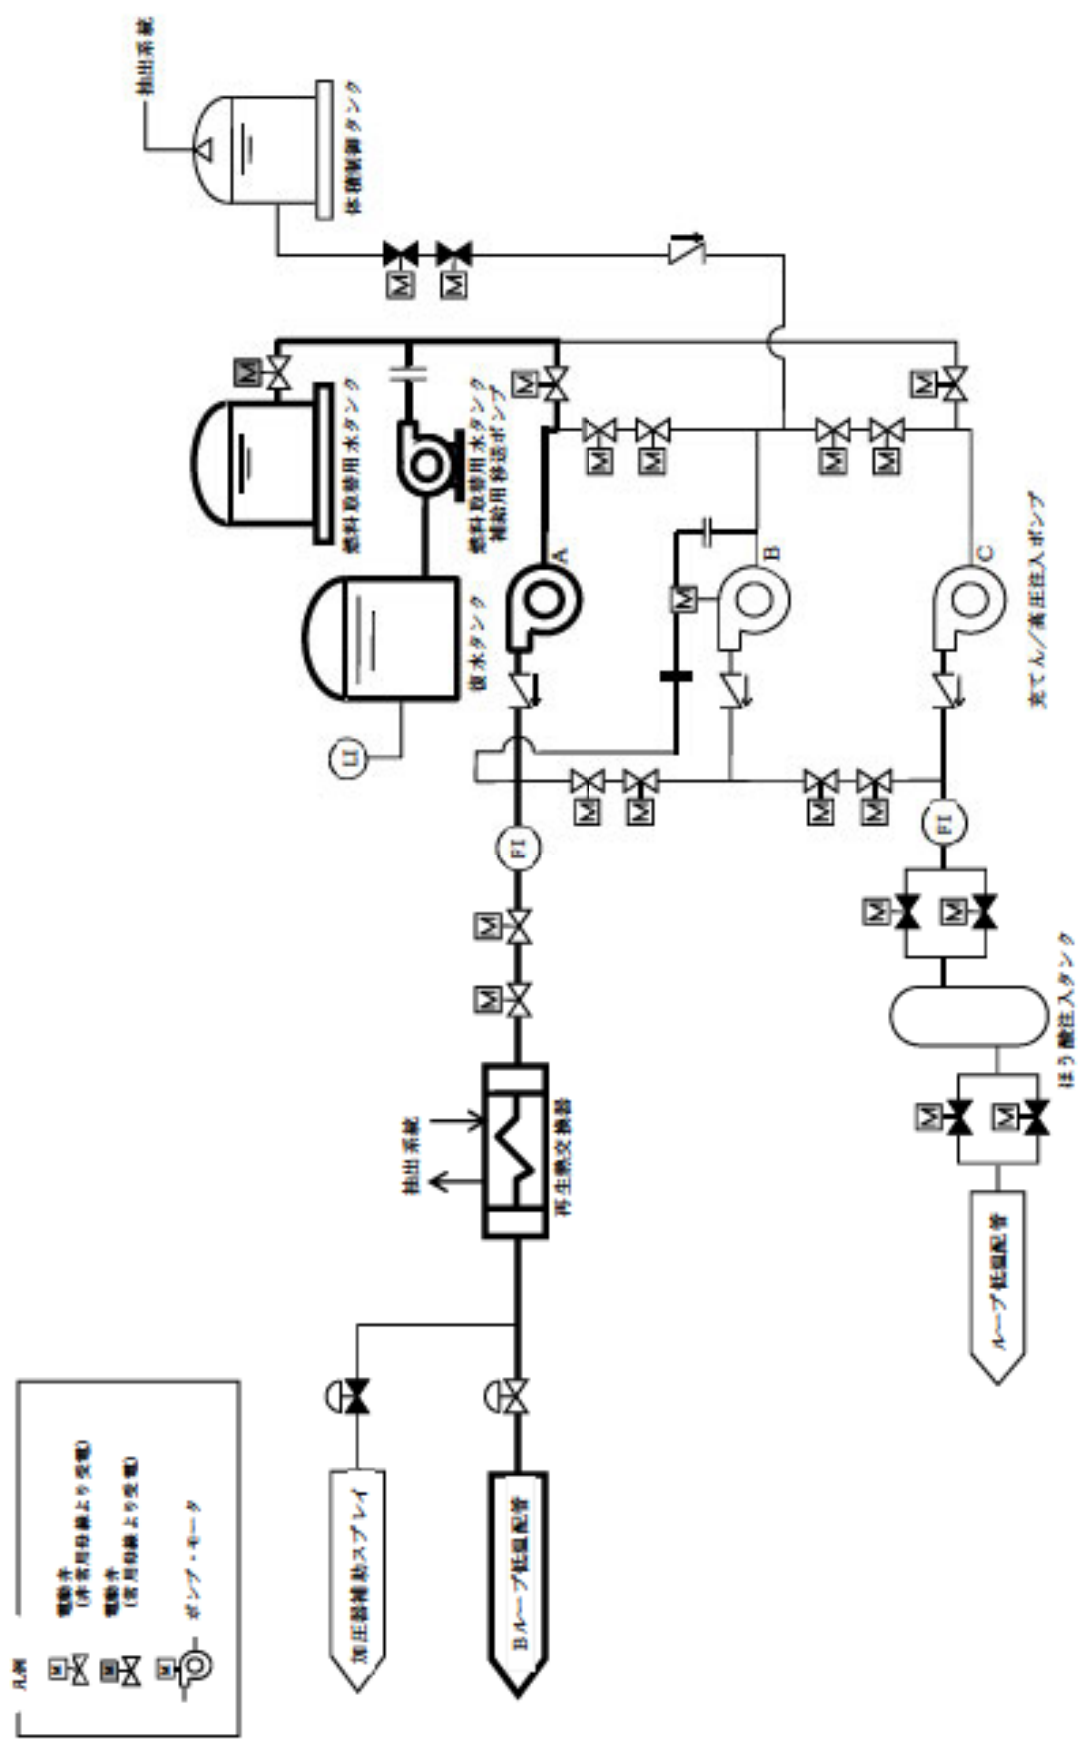 抽出系統
体積制御タンク
M
M
M
燃料取替用水タンク
燃料取替用水タンク
補給用移送ポンプ
復水タンク
LI
M
M
M
M
M
M
A
M
B
C
充てん/高圧注入ポンプ
M
M
M
M
FI
FI
M
M
M
M
ほう酸注入タンク
M
M
ループ低温配管
抽出系統
再生熱交換器
加圧器補助スプレイ
Bループ低温配管
凡例
M
電動弁
(非常用母線より受電)
M
電動弁
(常用母線より受電)
M
ポンプ・モータ